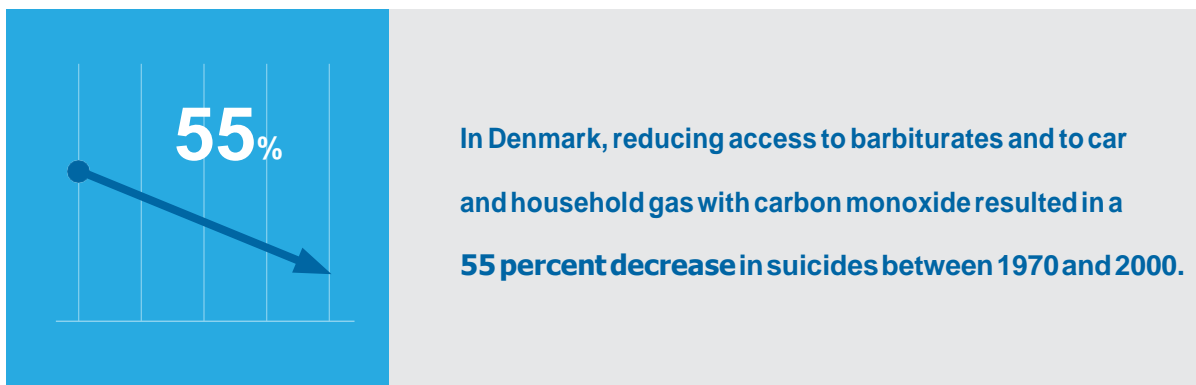 55%
In Denmark, reducing access to barbiturates and to car
and household gas with carbon monoxide resulted in a
55 percent decrease in suicides between 1970 and 2000.